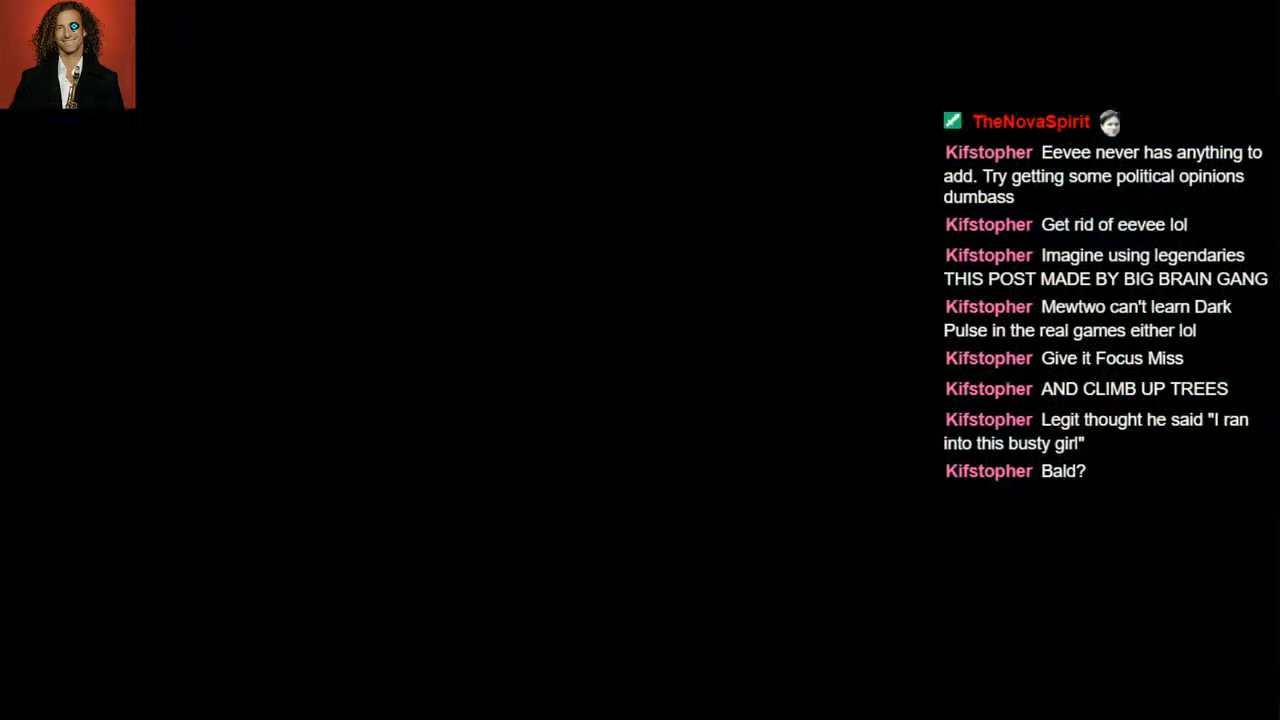 TheNovaSpirit
Kifstopher Eevee never has anything to
add. Try getting some political opinions
dumbass
Kifstopher Get rid of eevee lol
Kifstopher Imagine using legendaries
THIS POST MADE BY BIG BRAIN GANG
Kifstopher Mewtwo can't learn Dark
Pulse in the real games either lol
Kifstopher Give it Focus Miss
Kifstopher AND CLIMB UP TREES
Kifstopher Legit thought he said "I ran
into this busty girl"
Kifstopher Bald?